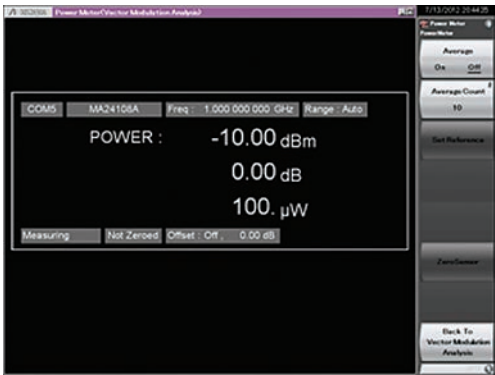 Power Meter(Vector Modulation Analysis)
7/13/2012 20:44:25
Power Meter
Power Meter
Average
On Off
Average Count
10
Set Reference
COM5 MA24108A Freq : 1.000 000 000 GHz Range : Auto
POWER : -10.00 dBm
0.00 dB
100. µW
Measuring Not Zeroed Offset : Off , 0.00 dB
Zero Sensor
Back To
Vector Modulation
Analysis